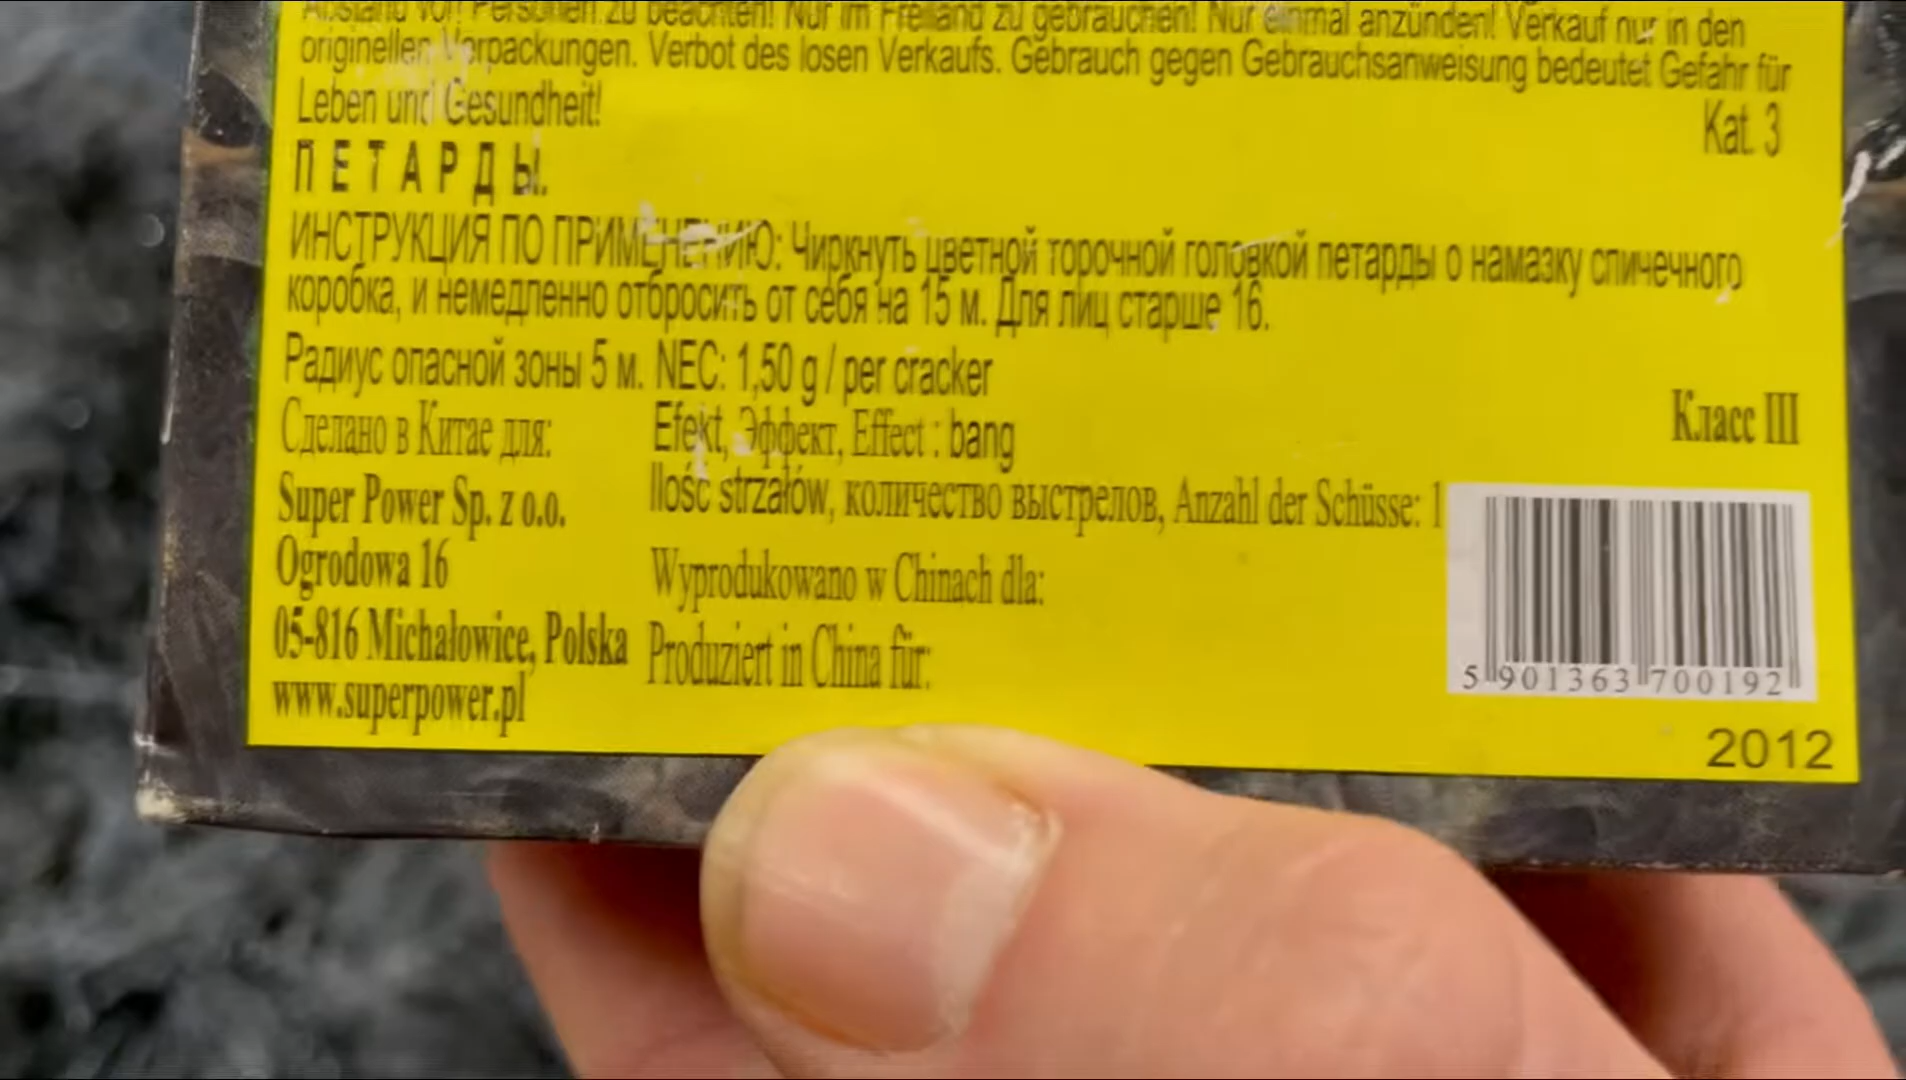 Abstand von Personen zu beachten! Nur im Freiland zu gebrauchen! Nur einmal anzünden! Verkauf nur in den
originellen Verpackungen. Verbot des losen Verkaufs. Gebrauch gegen Gebrauchsanweisung bedeutet Gefahr für
Leben und Gesundheit!
Kat. 3
ПЕТАРДЫ.
ИНСТРУКЦИЯ ПО ПРИМЕНЕНИЮ: Чиркнуть цветной торочной головкой петарды о намазку спичечного
коробка, и немедленно отбросить от себя на 15 м. Для лиц старше 16.
Радиус опасной зоны 5 м. NEC: 1,50 g / per cracker
Сделано в Китае для: Efekt, Эффект, Effect : bang
Класс III
Super Power Sp. z o.o. Ilość strzałów, количество выстрелов, Anzahl der Schüsse: 1
Ogrodowa 16 Wyprodukowano w Chinach dla:
05-816 Michałowice, Polska Produziert in China für:
www.superpower.pl
5 901363 700192
2012